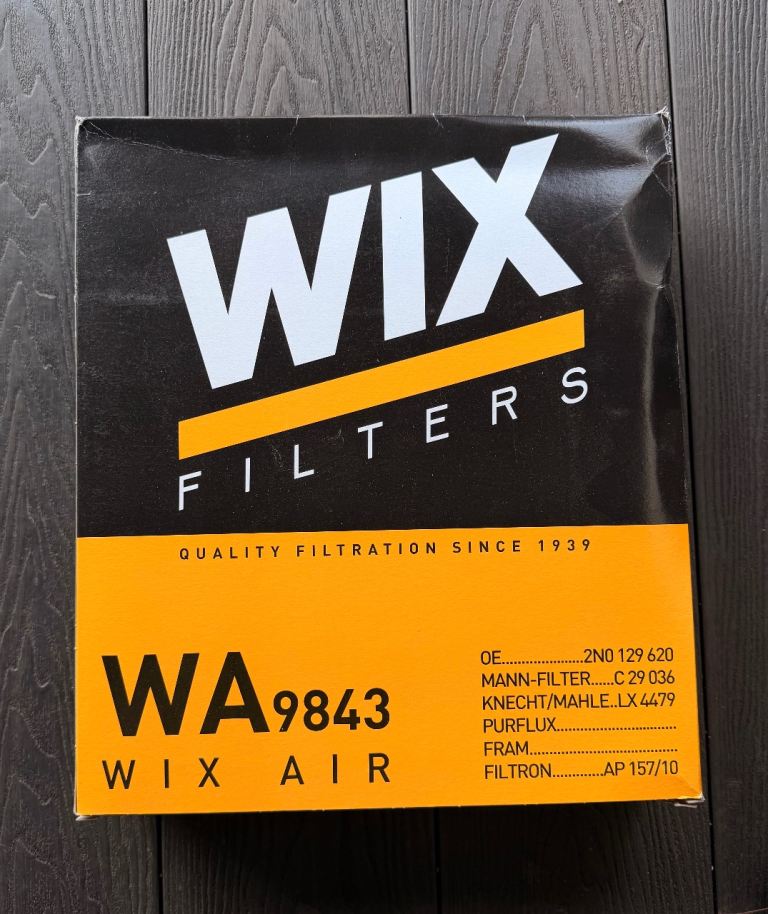 WIX
FILTERS
QUALITY FILTRATION SINCE 1939
WA9843
WIX AIR
OE.....................2N0 129 620
MANN-FILTER......C 29 036
KNECHT/MAHLE..LX 4479
PURFLUX...............................
FRAM.......................................
FILTRON.............AP 157/10